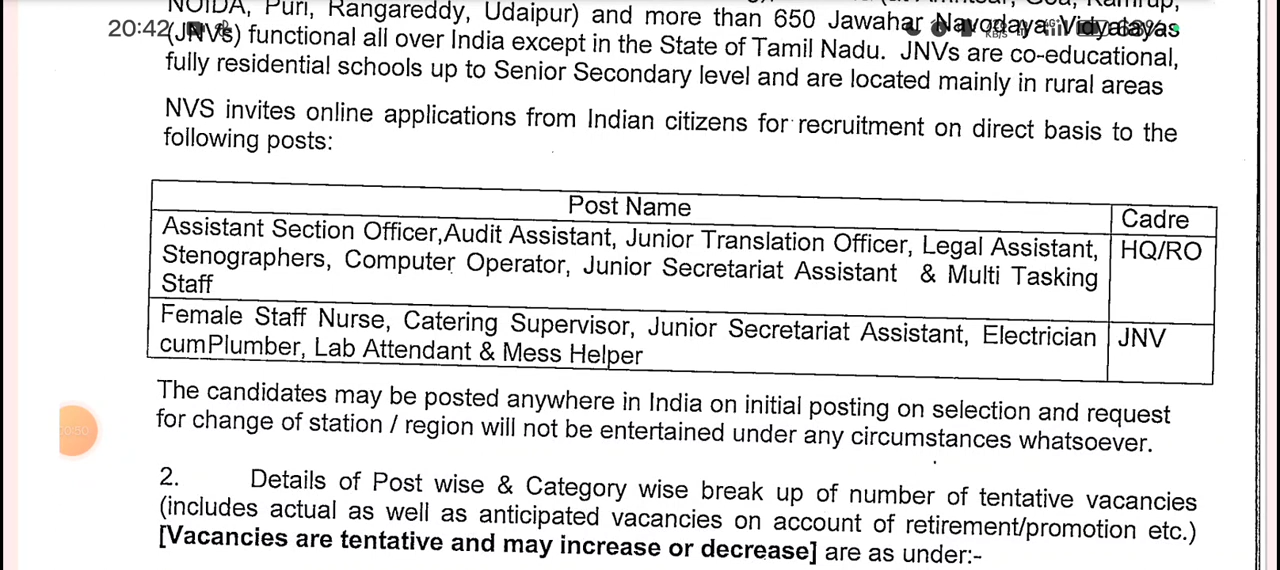 NOIDA, Puri, Rangareddy, Udaipur) and more than 650 Jawahar Navodaya Vidyalayas
20:42
(JNVs) functional all over India except in the State of Tamil Nadu. JNVs are co-educational,
fully residential schools up to Senior Secondary level and are located mainly in rural areas
NVS invites online applications from Indian citizens for recruitment on direct basis to the
following posts:
Post Name
Cadre
Assistant Section Officer,Audit Assistant, Junior Translation Officer, Legal Assistant,
HQ/RO
Stenographers, Computer Operator, Junior Secretariat Assistant & Multi Tasking
Staff
Female Staff Nurse, Catering Supervisor, Junior Secretariat Assistant, Electrician
JNV
cumPlumber, Lab Attendant & Mess Helper
The candidates may be posted anywhere in India on initial posting on selection and request
for change of station / region will not be entertained under any circumstances whatsoever.
2. Details of Post wise & Category wise break up of number of tentative vacancies
(includes actual as well as anticipated vacancies on account of retirement/promotion etc.)
[Vacancies are tentative and may increase or decrease] are as under:-